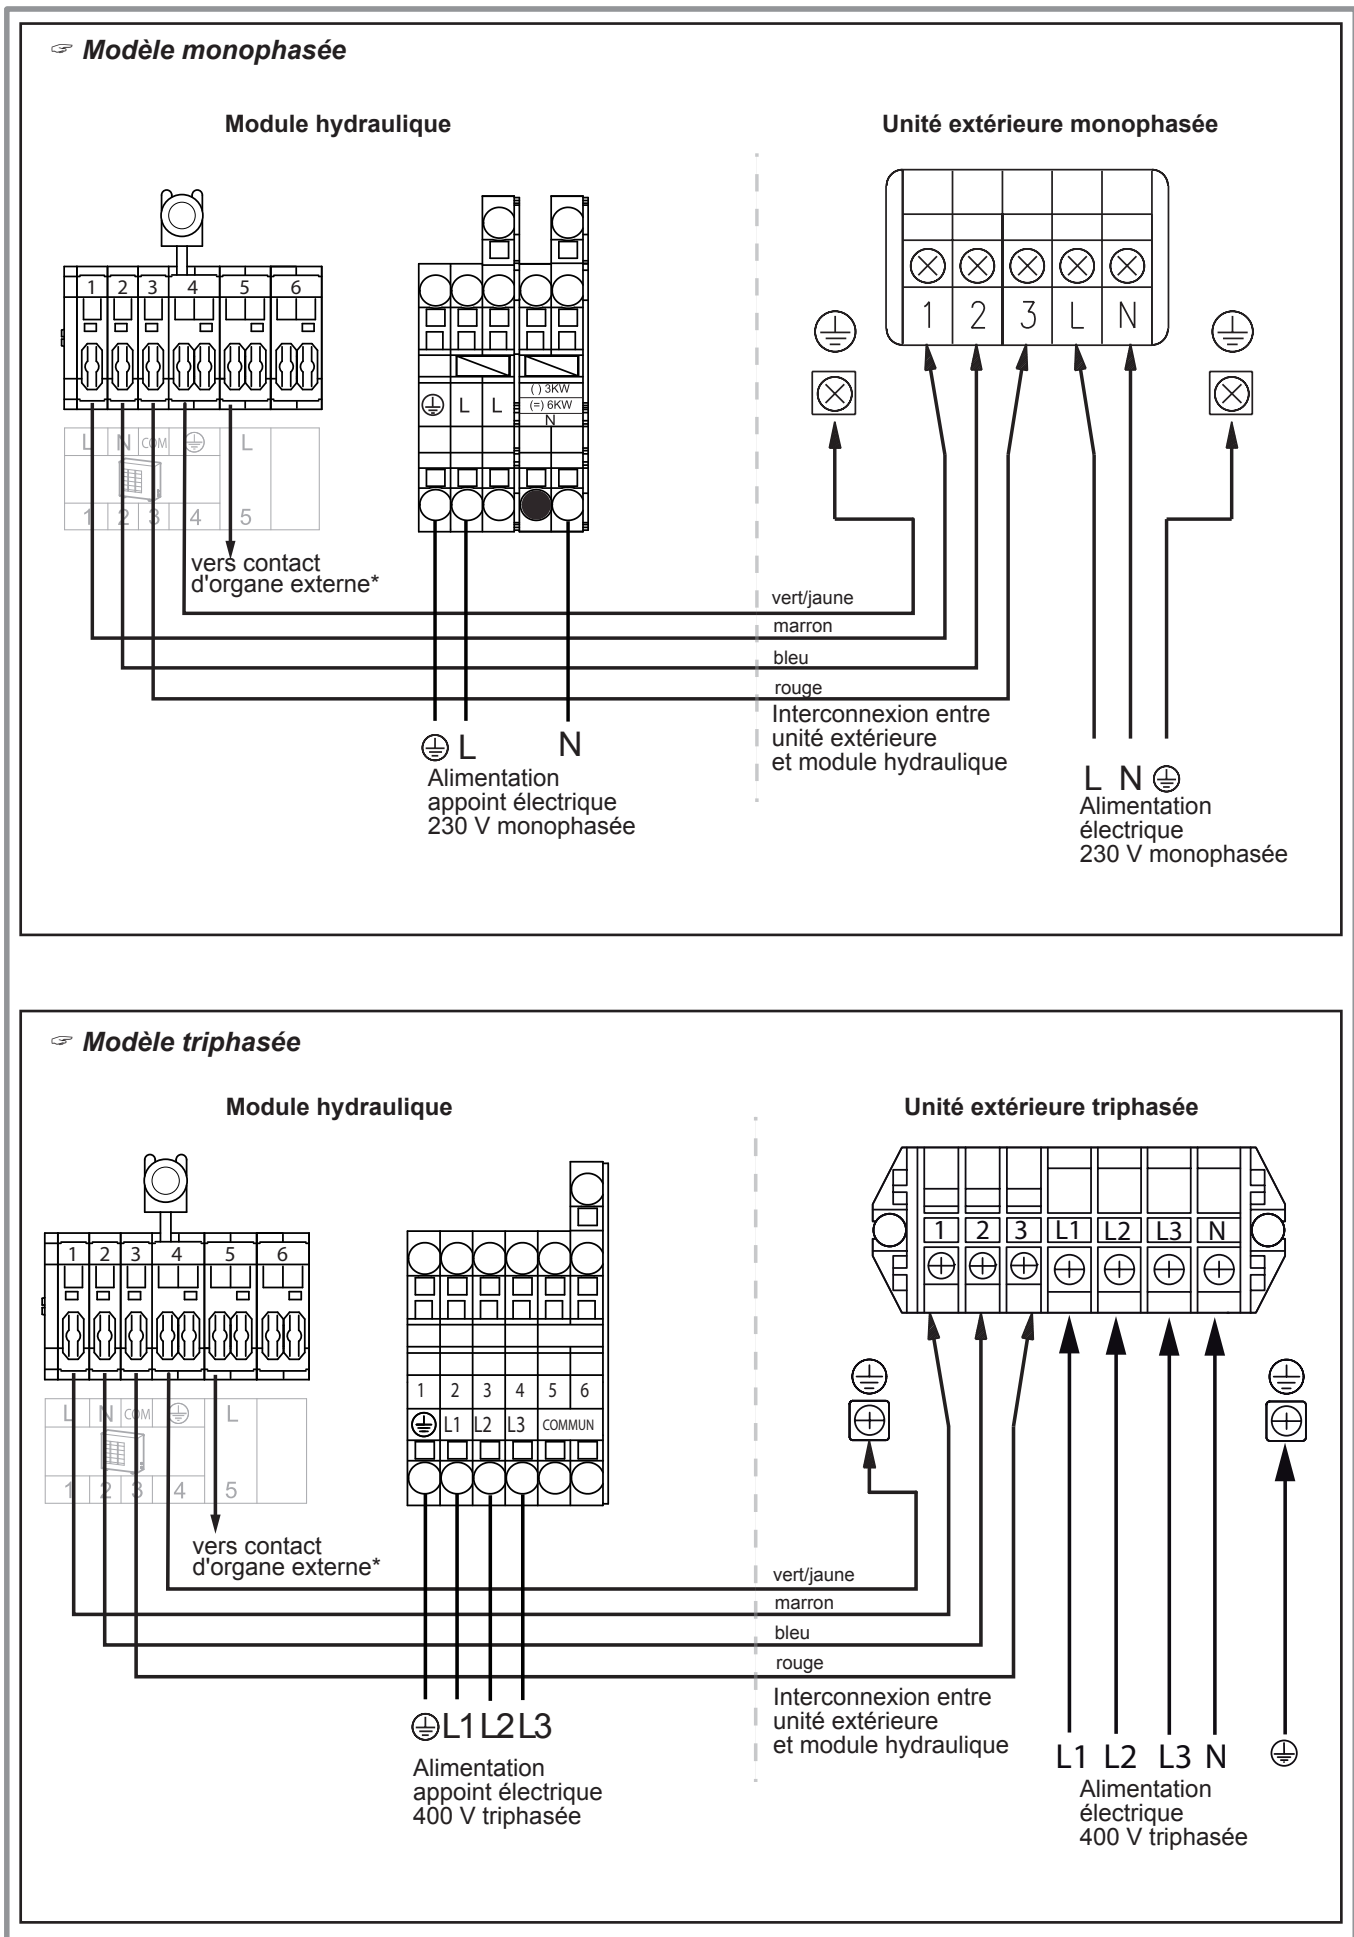 ☞ Modèle monophasée
Module hydraulique
Unité extérieure monophasée
1 2 3 4 5 6
1 2 3 L N
( ) 3KW
L L (=) 6KW
N
L N COM L
1 2 3 4 5
vers contact
d'organe externe*
vert/jaune
marron
bleu
rouge
Interconnexion entre
unité extérieure
et module hydraulique
L N
Alimentation
appoint électrique
230 V monophasée
L N
Alimentation
électrique
230 V monophasée
☞ Modèle triphasée
Module hydraulique
Unité extérieure triphasée
1 2 3 L1 L2 L3 N
1 2 3 4 5 6
1 2 3 4 5 6
L1 L2 L3 COMMUN
L N COM L
1 2 3 4 5
vers contact
d'organe externe*
vert/jaune
marron
bleu
rouge
Interconnexion entre
unité extérieure
et module hydraulique
L1 L2 L3
Alimentation
appoint électrique
400 V triphasée
L1 L2 L3 N
Alimentation
électrique
400 V triphasée